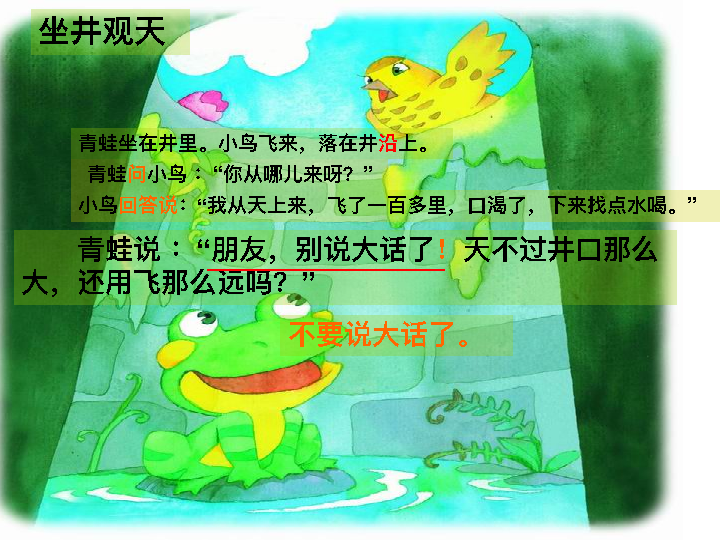 坐井观天
青蛙坐在井里。小鸟飞来，落在井沿上。
青蛙问小鸟：“你从哪儿来呀？”
小鸟回答说：“我从天上来，飞了一百多里，口渴了，下来找点水喝。”
青蛙说：“朋友，别说大话了！天不过井口那么
大，还用飞那么远吗？”
不要说大话了。